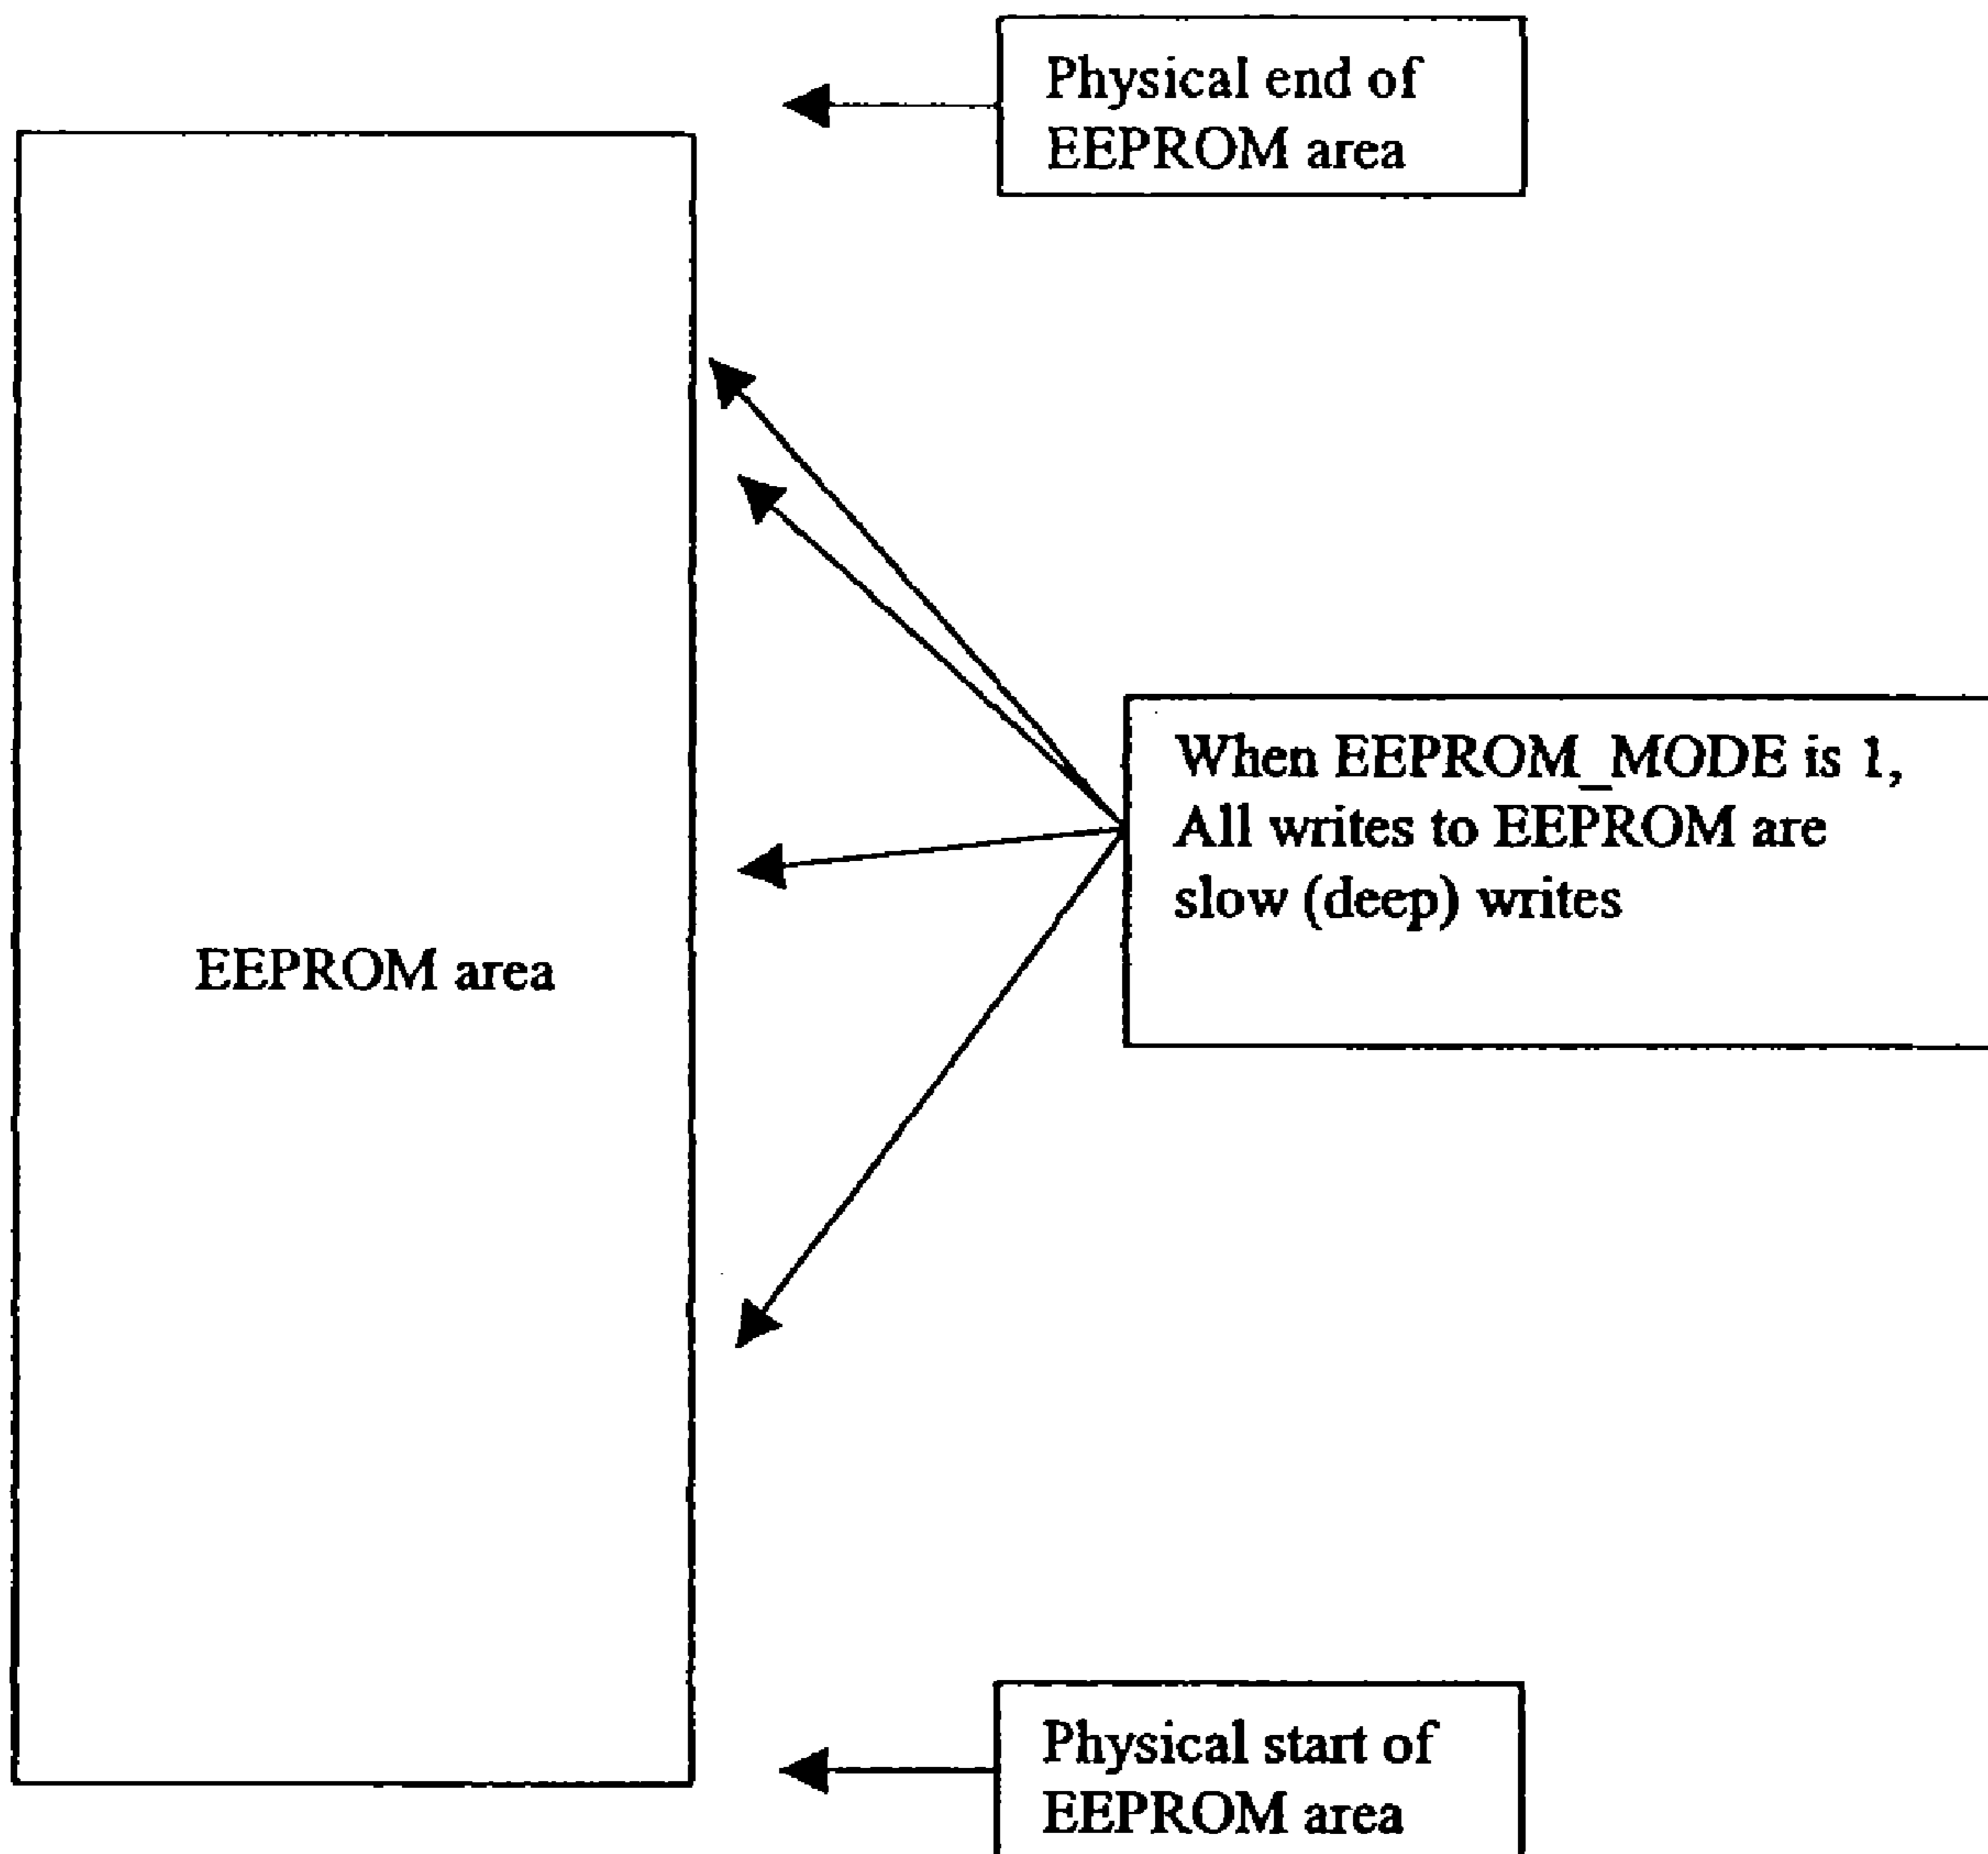 Physical end of
EEPROM area
When EEPROM_MODE is 1,
All writes to EEPROM are
slow (deep) writes
EEPROM area
Physical start of
EEPROM area